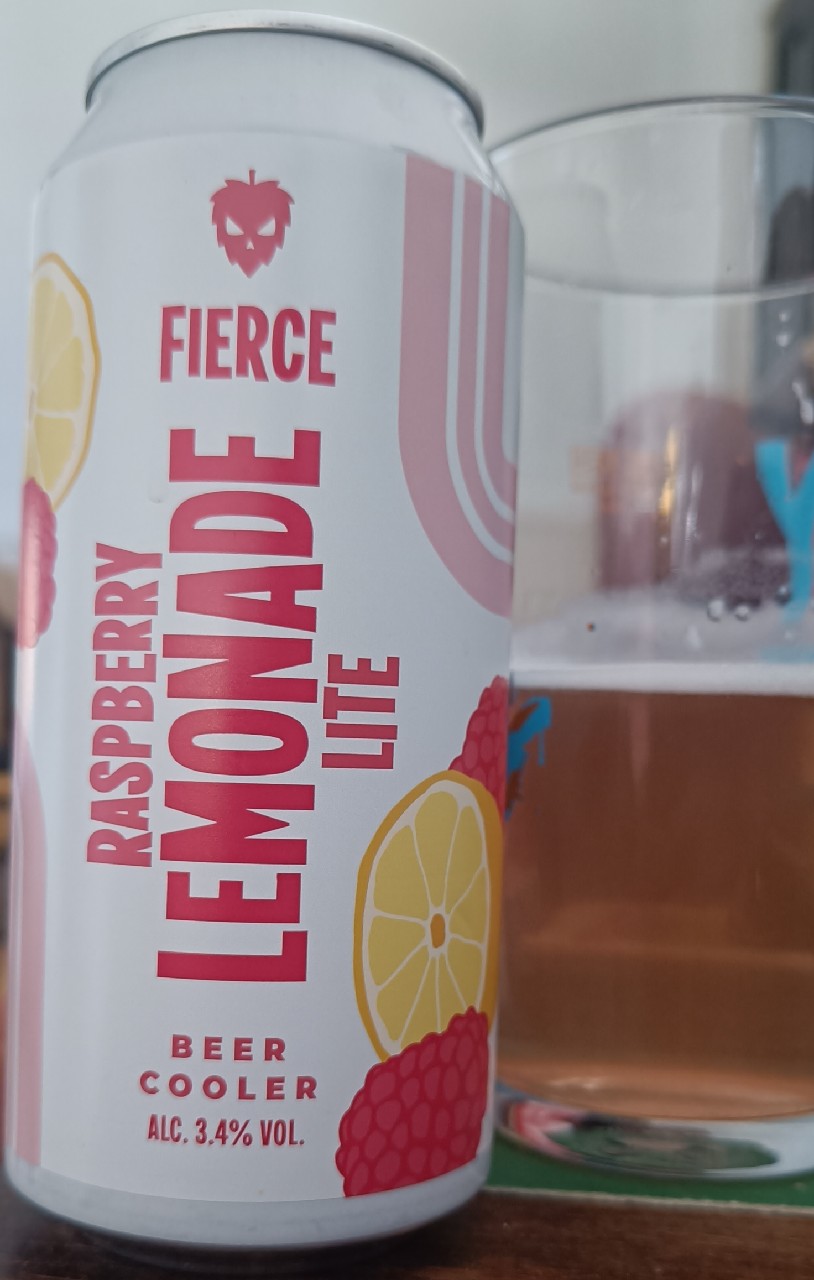 FIERCE
RASPBERRY
LEMONADE
LITE
BEER
COOLER
ALC. 3.4% VOL.